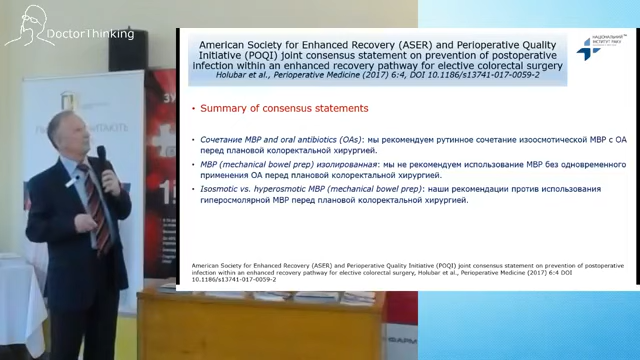 DoctorThinking
НАЦІОНАЛЬНИЙ
ІНСТИТУТ РАКУ
American Society for Enhanced Recovery (ASER) and Perioperative Quality
Initiative (POQI) joint consensus statement on prevention of postoperative
infection within an enhanced recovery pathway for elective colorectal surgery
Holubar et al., Perioperative Medicine (2017) 6:4, DOI 10.1186/s13741-017-0059-2
• Summary of consensus statements
• Сочетание MBP and oral antibiotics (OAs): мы рекомендуем рутинное сочетание изоосмотической MBP с OA
перед плановой колоректальной хирургией.
• MBP (mechanical bowel prep) изолированная: мы не рекомендуем использование MBP без одновременного
применения ОА перед плановой колоректальной хирургией.
• Isosmotic vs. hyperosmotic MBP (mechanical bowel prep): наши рекомендации против использования
гиперосмолярной MBP перед плановой колоректальной хирургией.
American Society for Enhanced Recovery (ASER) and Perioperative Quality Initiative (POQI) joint consensus statement on prevention of postoperative
infection within an enhanced recovery pathway for elective colorectal surgery, Holubar et al., Perioperative Medicine (2017) 6:4 DOI
10.1186/s13741-017-0059-2